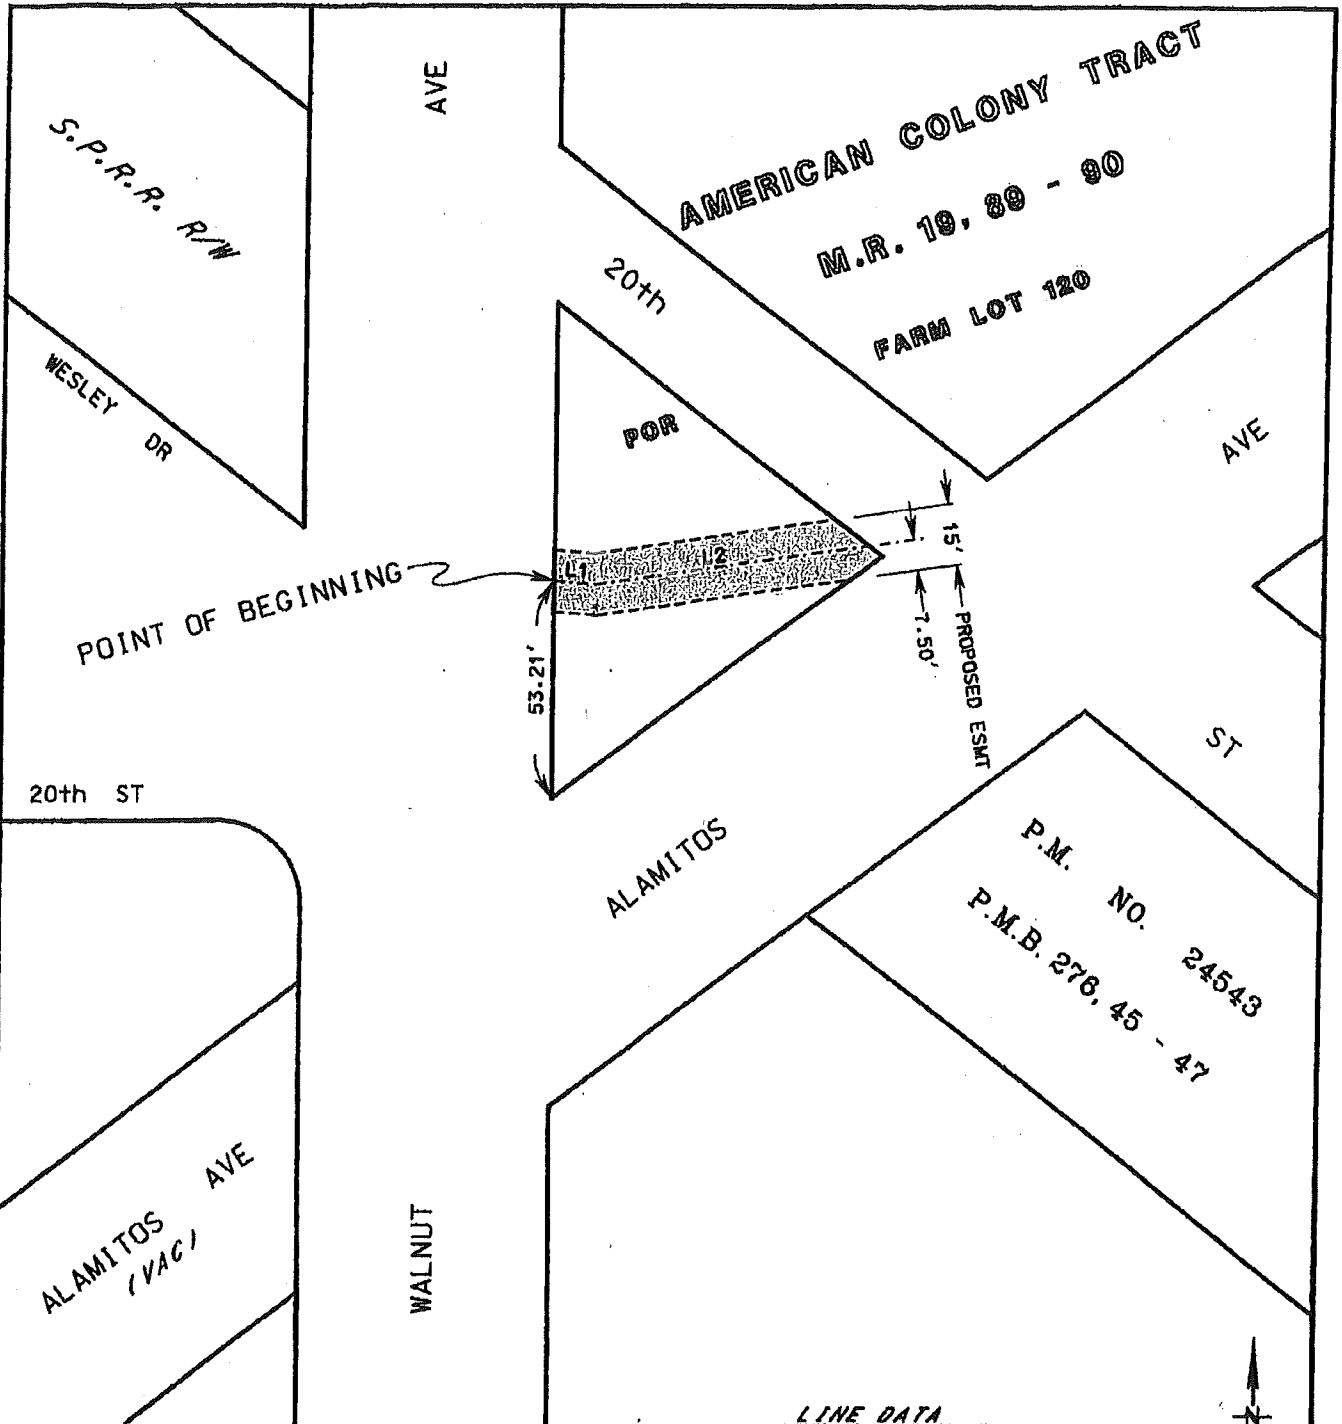 AVE
AMERICAN COLONY TRACT
S.P.R.R. R/W
M.R. 19, 89 - 90
20th
FARM LOT 120
WESLEY DR
POR
AVE
15'
L1
L2
POINT OF BEGINNING
7.50'
PROPOSED ESMT
53.21'
ST
20th ST
ALAMITOS
P.M. NO. 24543
P.M.B. 276, 45 - 47
ALAMITOS AVE
(VAC)
WALNUT
N
LINE DATA